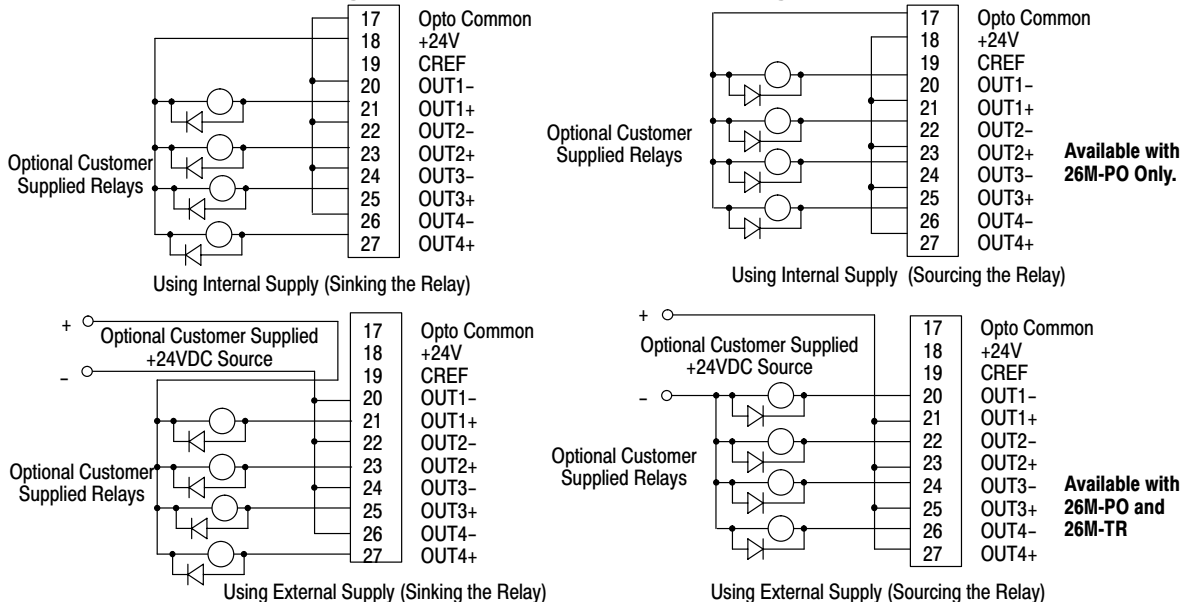 17 Opto Common
18 +24V
19 CREF
20 OUT1−
21 OUT1+
22 OUT2−
23 OUT2+
24 OUT3−
25 OUT3+
26 OUT4−
27 OUT4+
Optional Customer
Supplied Relays
Using Internal Supply (Sinking the Relay)
17 Opto Common
18 +24V
19 CREF
20 OUT1−
21 OUT1+
22 OUT2−
23 OUT2+
24 OUT3−
25 OUT3+
26 OUT4−
27 OUT4+
Optional Customer
Supplied Relays
Available with
26M-PO Only.
Using Internal Supply (Sourcing the Relay)
+
−
Optional Customer Supplied
+24VDC Source
17 Opto Common
18 +24V
19 CREF
20 OUT1−
21 OUT1+
22 OUT2−
23 OUT2+
24 OUT3−
25 OUT3+
26 OUT4−
27 OUT4+
Optional Customer
Supplied Relays
Using External Supply (Sinking the Relay)
+
Optional Customer Supplied
+24VDC Source
−
17 Opto Common
18 +24V
19 CREF
20 OUT1−
21 OUT1+
22 OUT2−
23 OUT2+
24 OUT3−
25 OUT3+
26 OUT4−
27 OUT4+
Optional Customer
Supplied Relays
Available with
26M-PO and
26M-TR
Using External Supply (Sourcing the Relay)